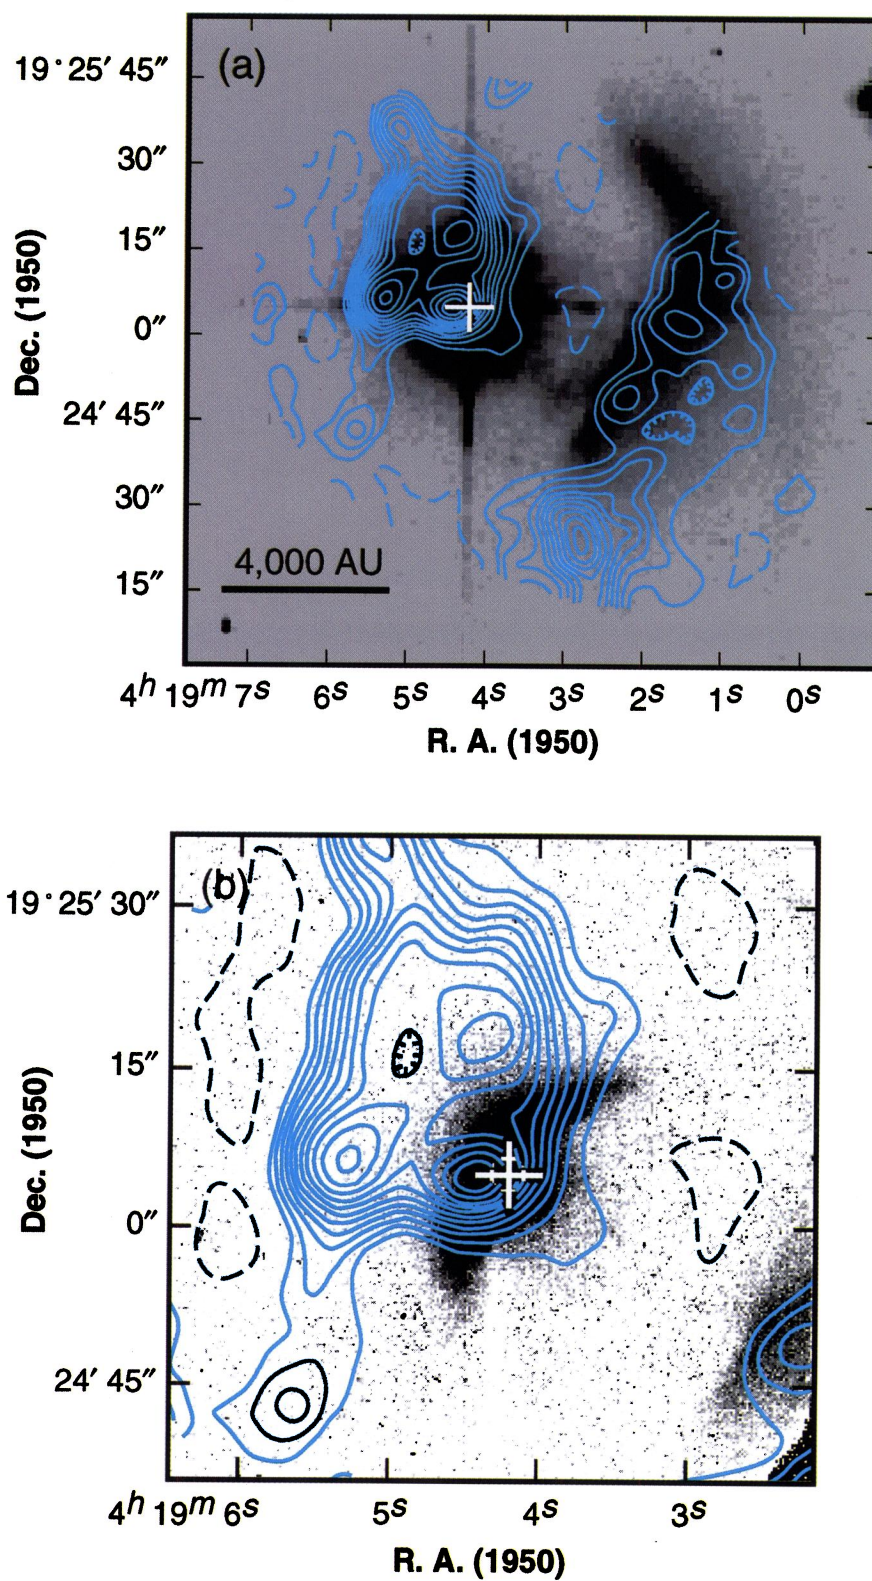 (a)
19° 25′ 45″
30″
15″
0″
24′ 45″
30″
15″
Dec. (1950)
4,000 AU
4h 19m 7s 6s 5s 4s 3s 2s 1s 0s
R. A. (1950)
(b)
19° 25′ 30″
15″
0″
24′ 45″
Dec. (1950)
4h 19m 6s 5s 4s 3s
R. A. (1950)